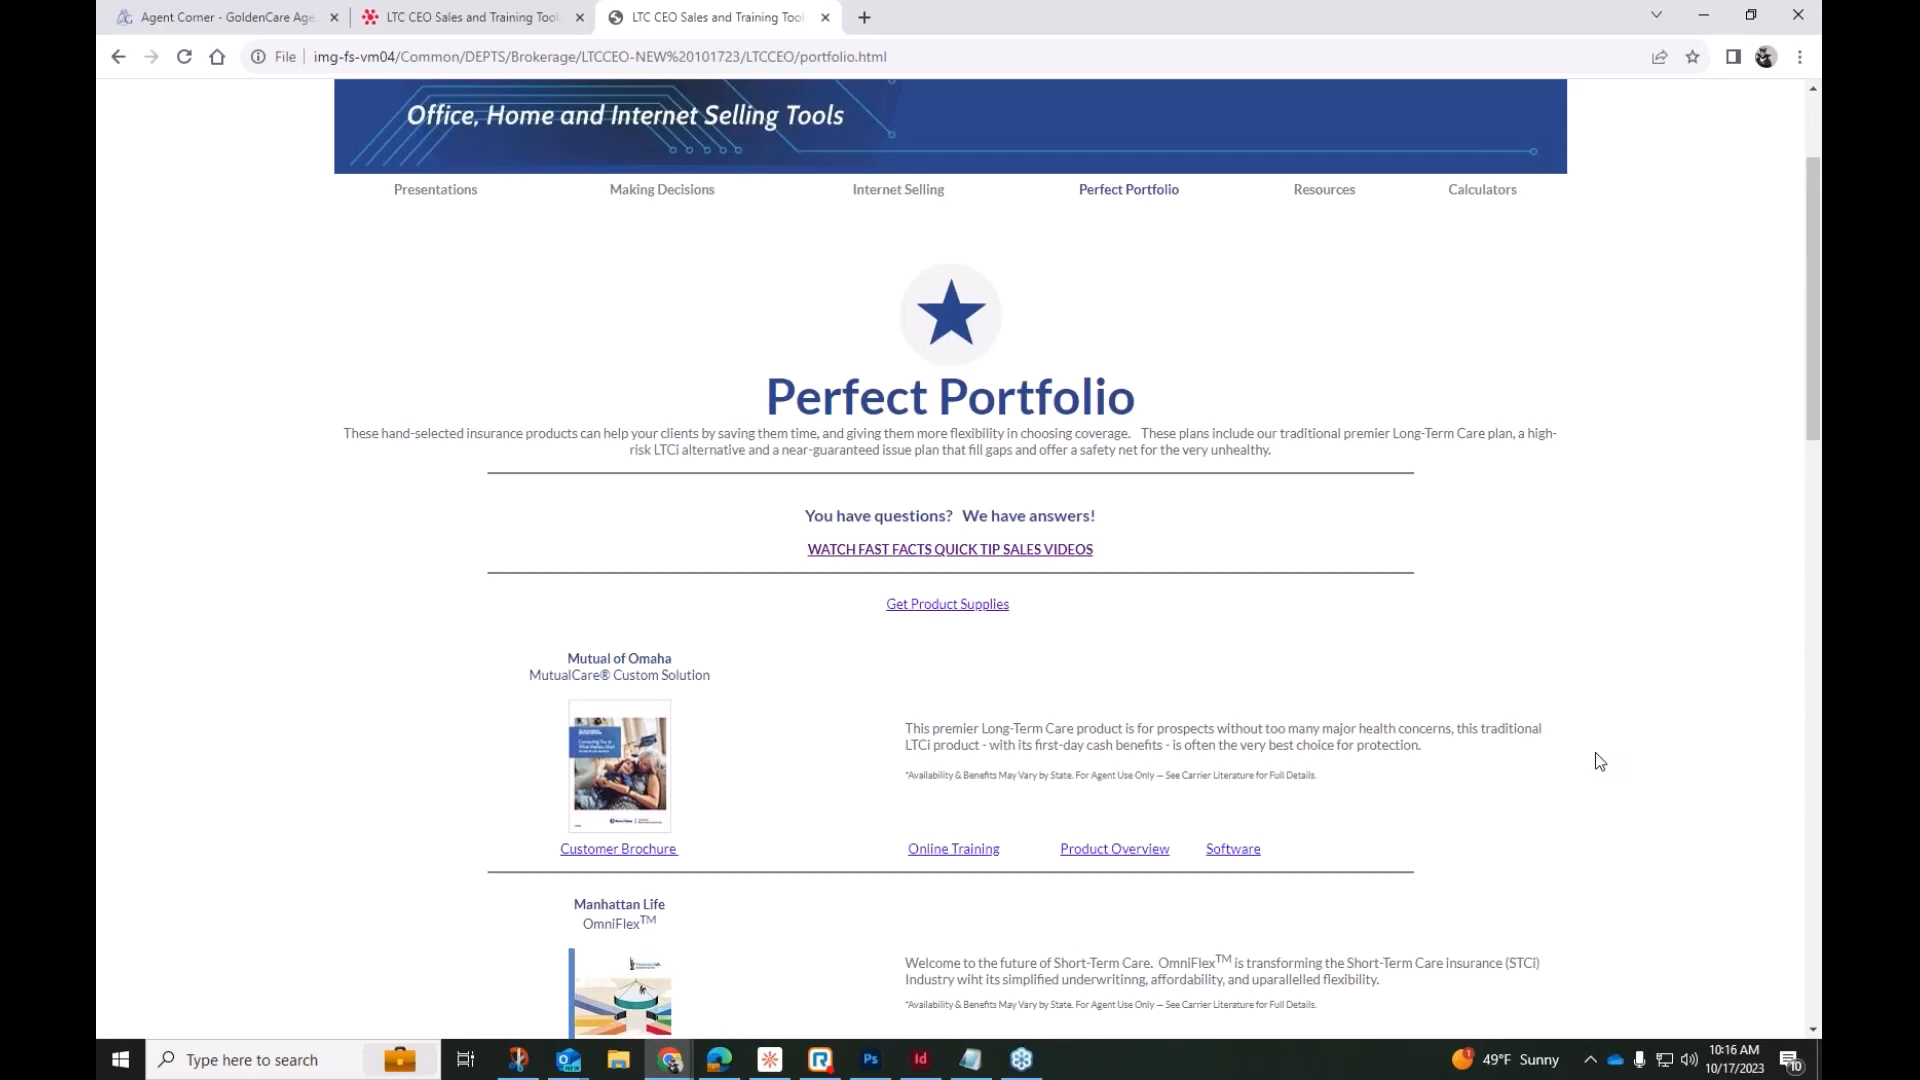 Agent Corner - GoldenCare Age
LTC CEO Sales and Training Tool
LTC CEO Sales and Training Tool
File
img-fs-vm04/Common/DEPTS/Brokerage/LTCCEO-NEW%20101723/LTCCEO/portfolio.html
Office, Home and Internet Selling Tools
Presentations
Making Decisions
Internet Selling
Perfect Portfolio
Resources
Calculators
Perfect Portfolio
These hand-selected insurance products can help your clients by saving them time, and giving them more flexibility in choosing coverage. These plans include our traditional premier Long-Term Care plan, a high-
risk LTCi alternative and a near-guaranteed issue plan that fill gaps and offer a safety net for the very unhealthy.
You have questions? We have answers!
WATCH FAST FACTS QUICK TIP SALES VIDEOS
Get Product Supplies
Mutual of Omaha
MutualCare® Custom Solution
This premier Long-Term Care product is for prospects without too many major health concerns, this traditional
LTCi product - with its first-day cash benefits - is often the very best choice for protection.
*Availability & Benefits May Vary by State. For Agent Use Only — See Carrier Literature for Full Details.
Customer Brochure
Online Training
Product Overview
Software
Manhattan Life
OmniFlex™
Welcome to the future of Short-Term Care. OmniFlex™ is transforming the Short-Term Care insurance (STCi)
Industry wiht its simplified underwritinng, affordability, and uparallelled flexibility.
*Availability & Benefits May Vary by State. For Agent Use Only — See Carrier Literature for Full Details.
Type here to search
NEW
Ps
Id
49°F Sunny
10:16 AM
10/17/2023
10